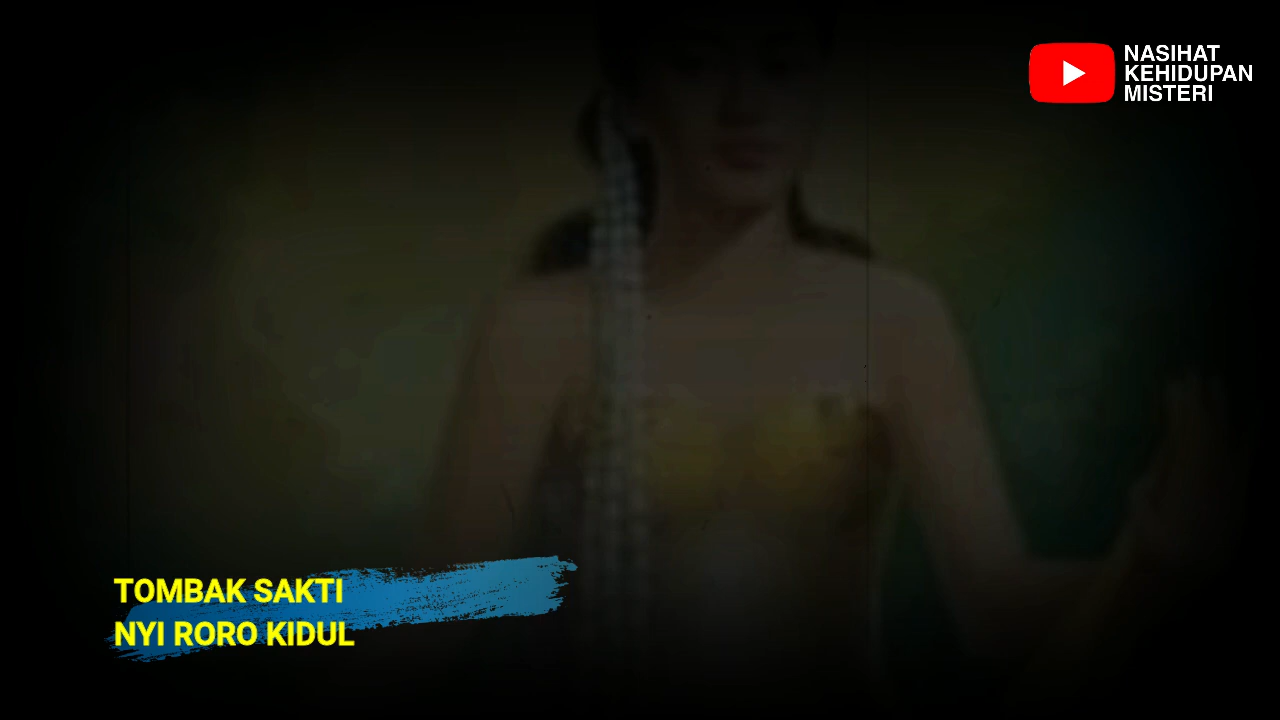 NASIHAT
KEHIDUPAN
MISTERI
TOMBAK SAKTI
NYI RORO KIDUL